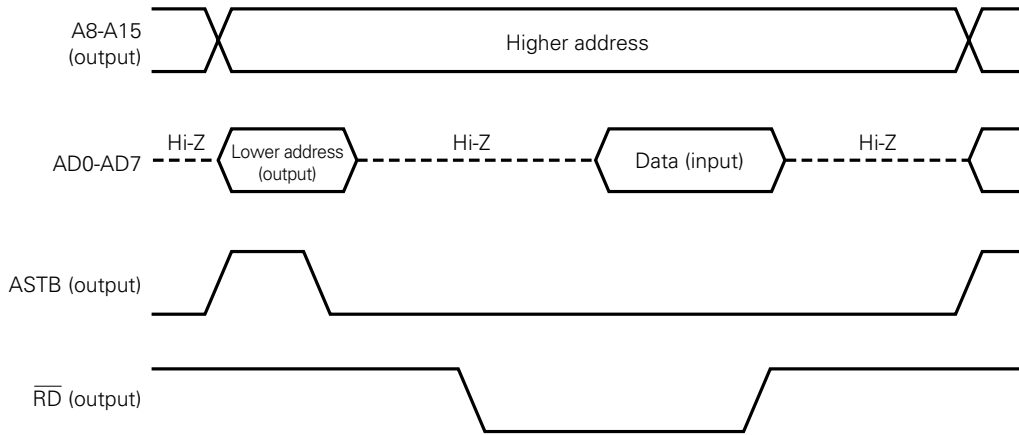 A8-A15
(output)
Higher address
Hi-Z
Hi-Z
Hi-Z
AD0-AD7
Lower address
(output)
Data (input)
ASTB (output)
RD (output)